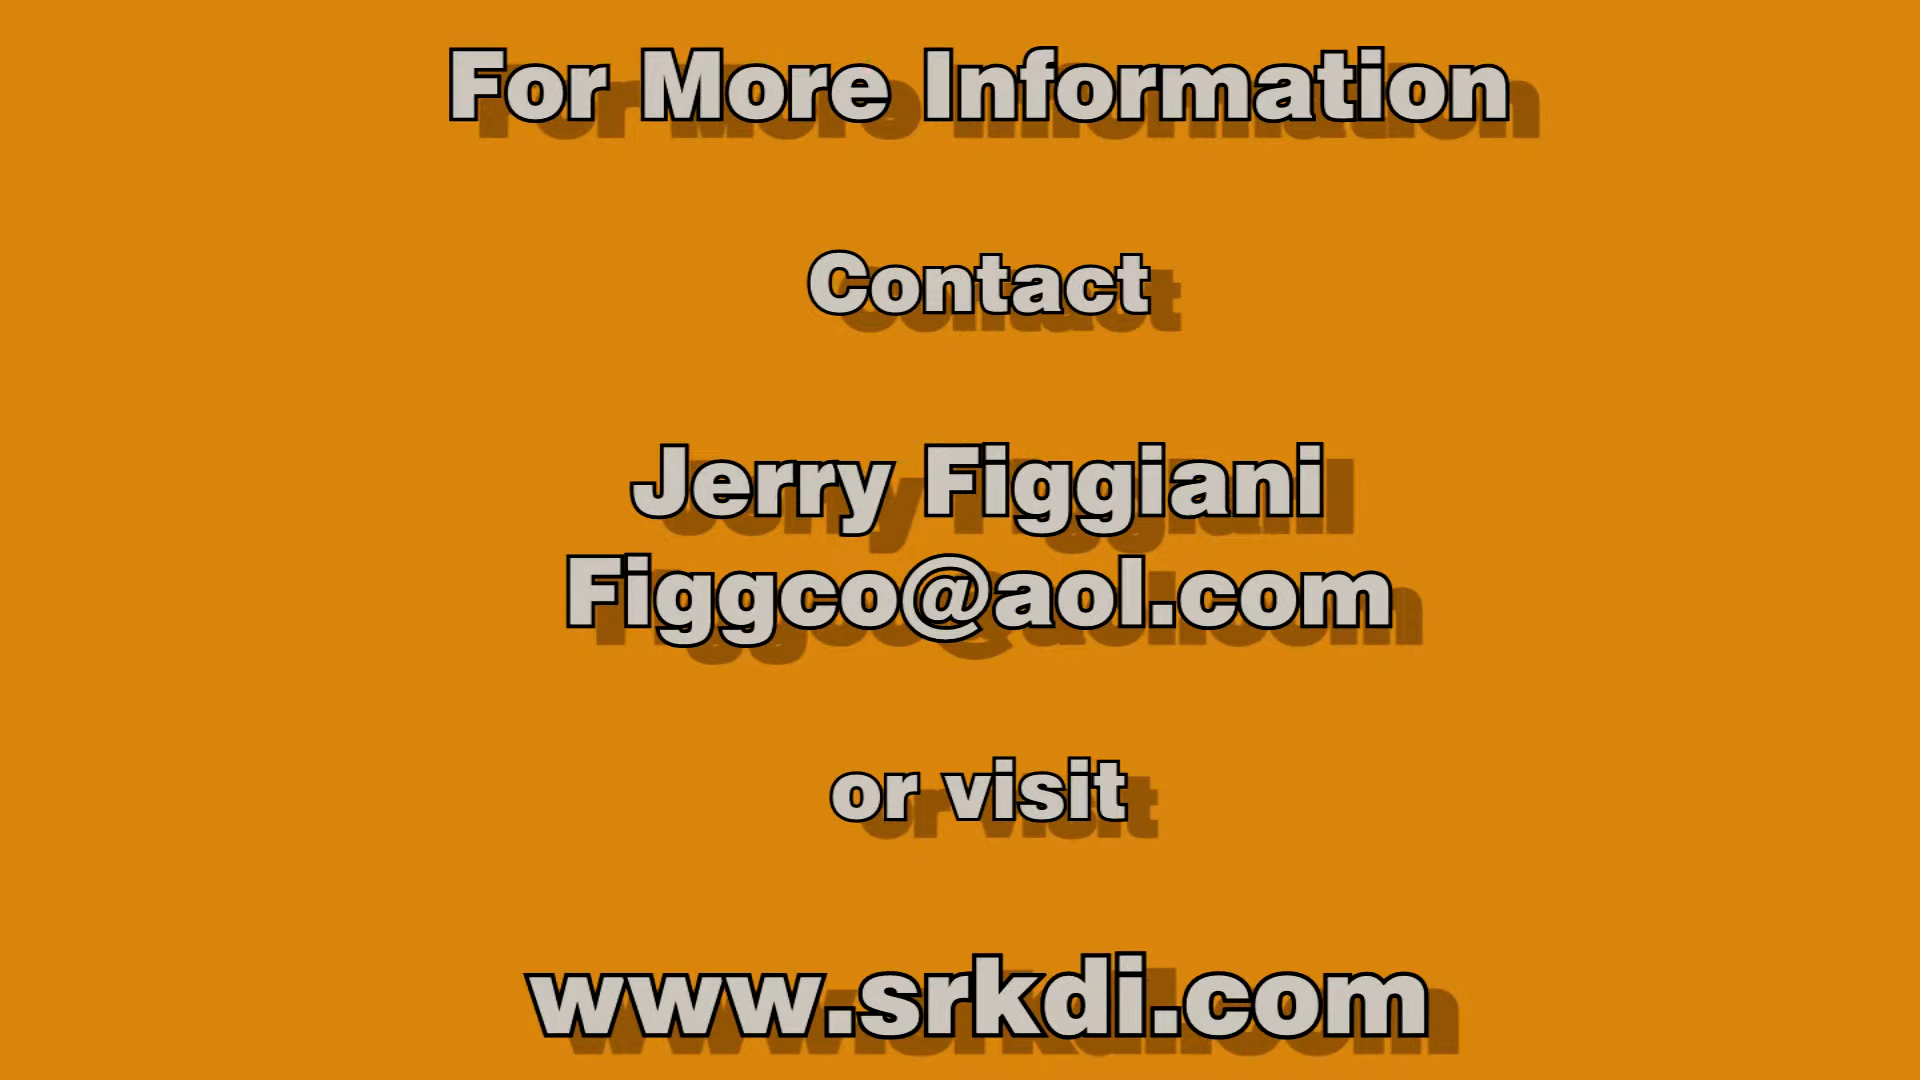 For More Information
Contact
Jerry Figgiani
Figgco@aol.com
or visit
www.srkdi.com